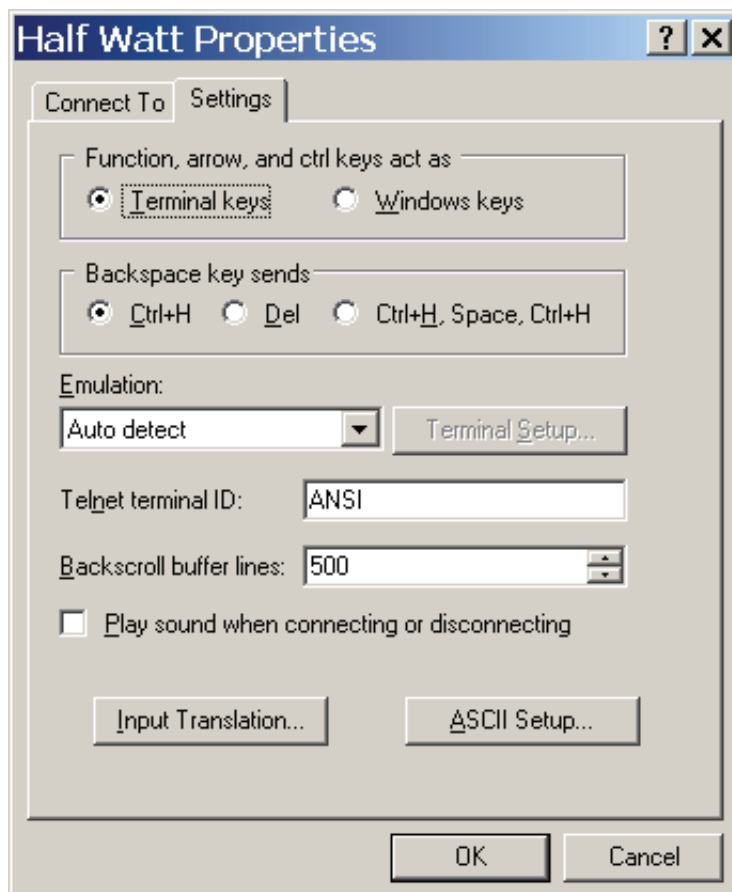 Half Watt Properties
Connect To Settings
Function, arrow, and ctrl keys act as
Terminal keys Windows keys
Backspace key sends
Ctrl+H Del Ctrl+H, Space, Ctrl+H
Emulation:
Auto detect Terminal Setup...
Telnet terminal ID: ANSI
Backscroll buffer lines: 500
Play sound when connecting or disconnecting
Input Translation... ASCII Setup...
OK Cancel